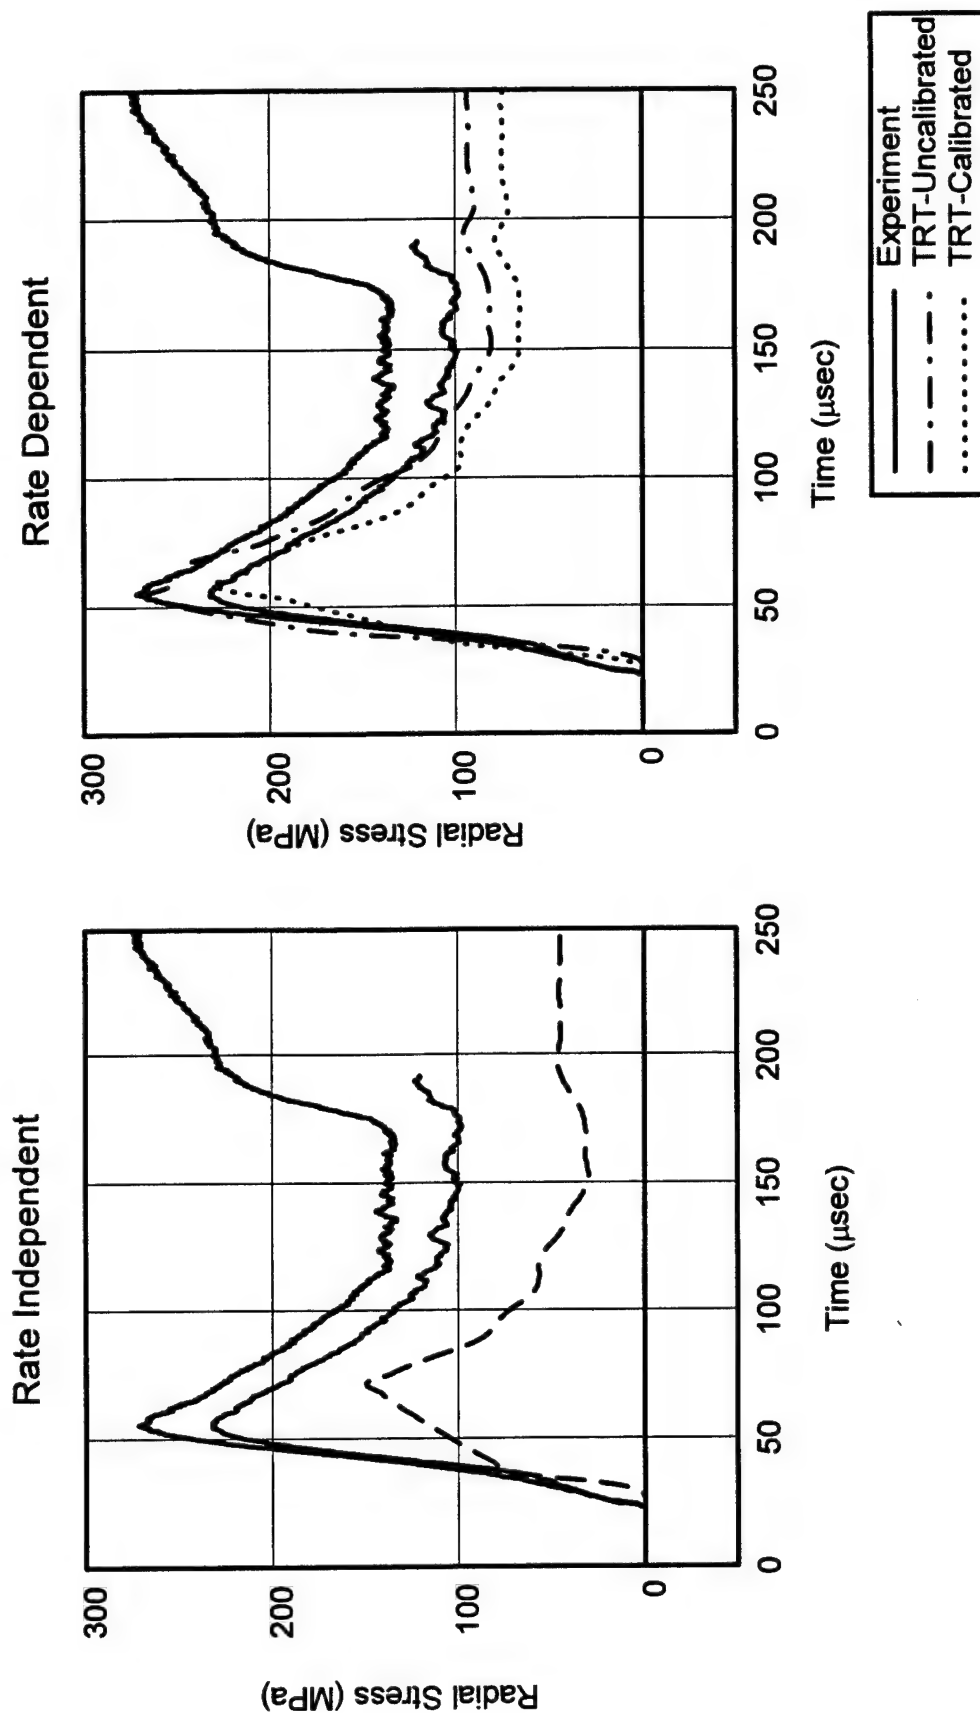 Rate Independent
300
200
100
0
Radial Stress (MPa)
0
50
100
150
200
250
Time (μsec)
Rate Dependent
300
200
100
0
Radial Stress (MPa)
0
50
100
150
200
250
Time (μsec)
Experiment
TRT-Uncalibrated
TRT-Calibrated